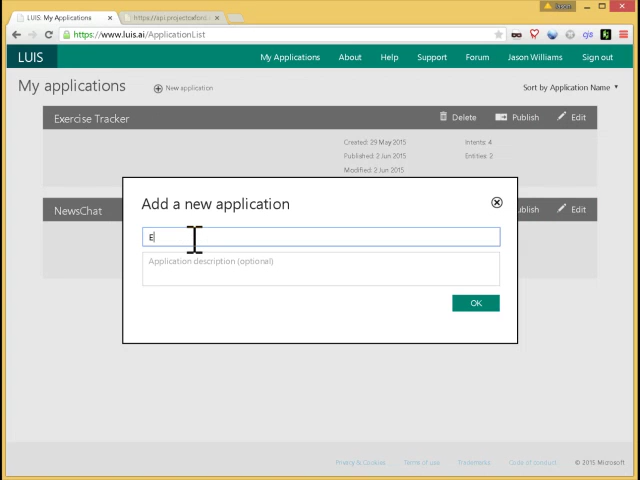 LUIS: My Applications
https://api.projectoxford.
https://www.luis.ai/ApplicationList
LUIS
My Applications
About
Help
Support
Forum
Jason Williams
Sign out
My applications
New application
Sort by Application Name
Exercise Tracker
Delete
Publish
Edit
Created: 29 May 2015
Intents: 4
Published: 2 Jun 2015
Entities: 2
Modified: 2 Jun 2015
Add a new application
NewsChat
ublish
Edit
E
Application description (optional)
OK
Privacy & Cookies
Terms of use
Trademarks
Code of conduct
© 2015 Microsoft